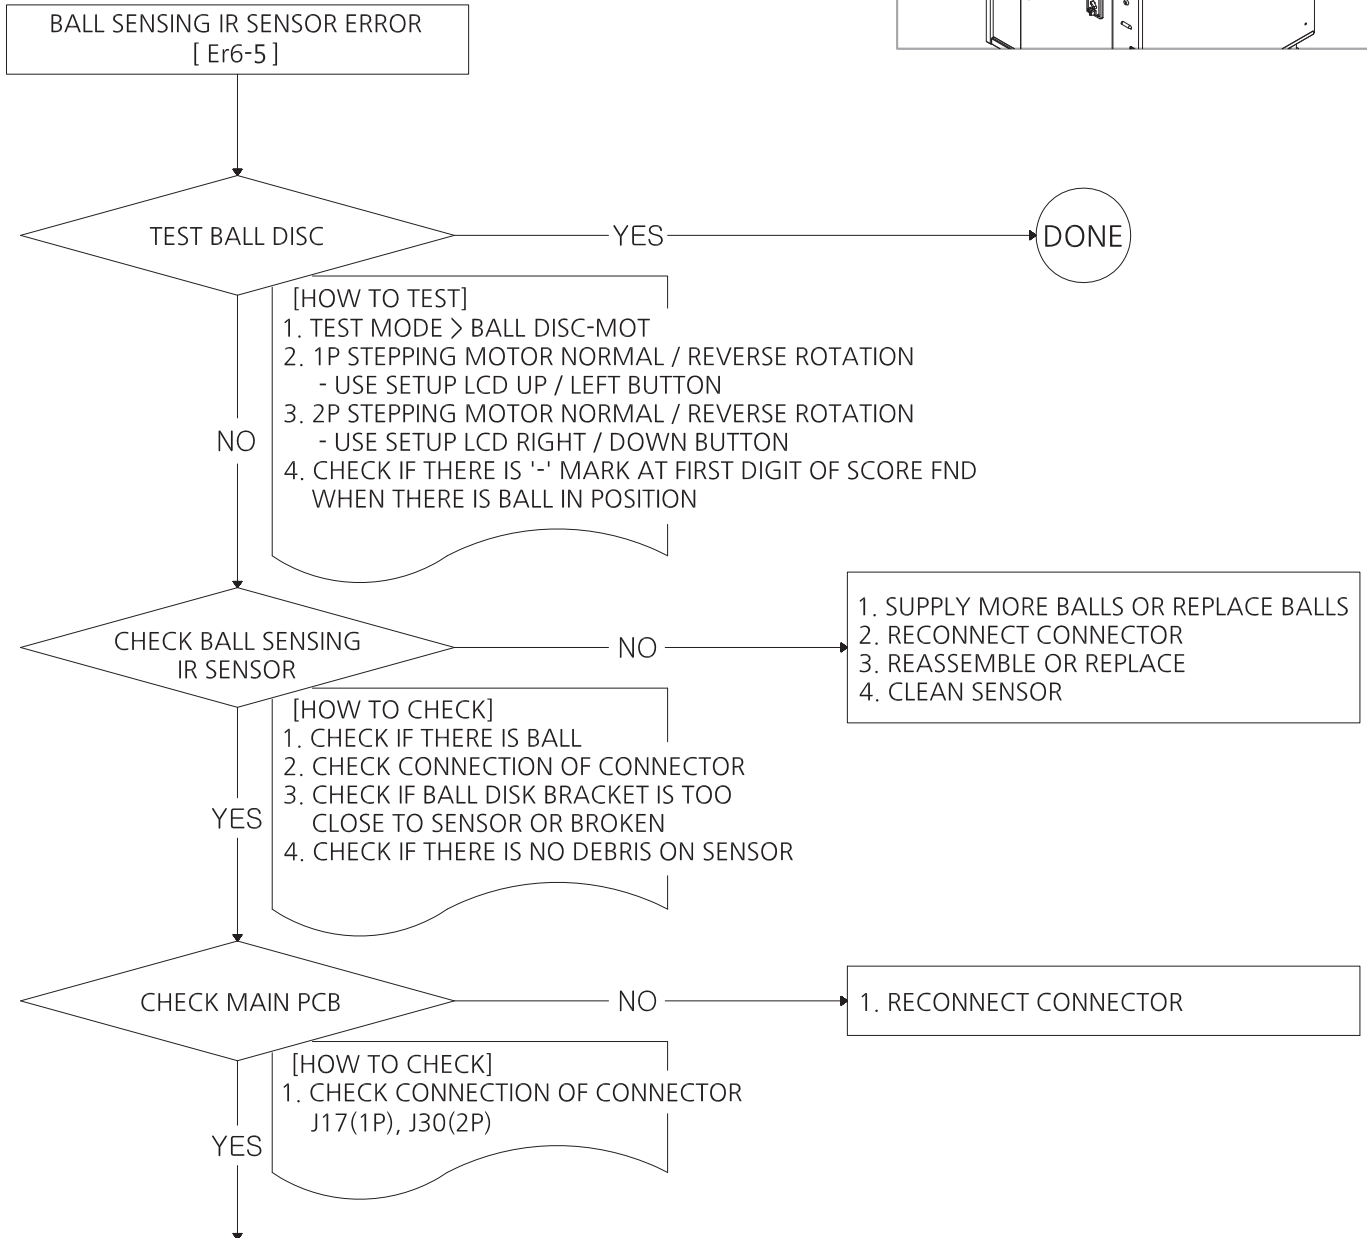 BALL SENSING IR SENSOR ERROR
[ Er6-5 ]
TEST BALL DISC
YES
DONE
[HOW TO TEST]
1. TEST MODE > BALL DISC-MOT
2. 1P STEPPING MOTOR NORMAL / REVERSE ROTATION
- USE SETUP LCD UP / LEFT BUTTON
3. 2P STEPPING MOTOR NORMAL / REVERSE ROTATION
- USE SETUP LCD RIGHT / DOWN BUTTON
4. CHECK IF THERE IS '-' MARK AT FIRST DIGIT OF SCORE FND
WHEN THERE IS BALL IN POSITION
NO
CHECK BALL SENSING
IR SENSOR
NO
1. SUPPLY MORE BALLS OR REPLACE BALLS
2. RECONNECT CONNECTOR
3. REASSEMBLE OR REPLACE
4. CLEAN SENSOR
[HOW TO CHECK]
1. CHECK IF THERE IS BALL
2. CHECK CONNECTION OF CONNECTOR
3. CHECK IF BALL DISK BRACKET IS TOO
CLOSE TO SENSOR OR BROKEN
4. CHECK IF THERE IS NO DEBRIS ON SENSOR
YES
CHECK MAIN PCB
NO
1. RECONNECT CONNECTOR
[HOW TO CHECK]
1. CHECK CONNECTION OF CONNECTOR
J17(1P), J30(2P)
YES